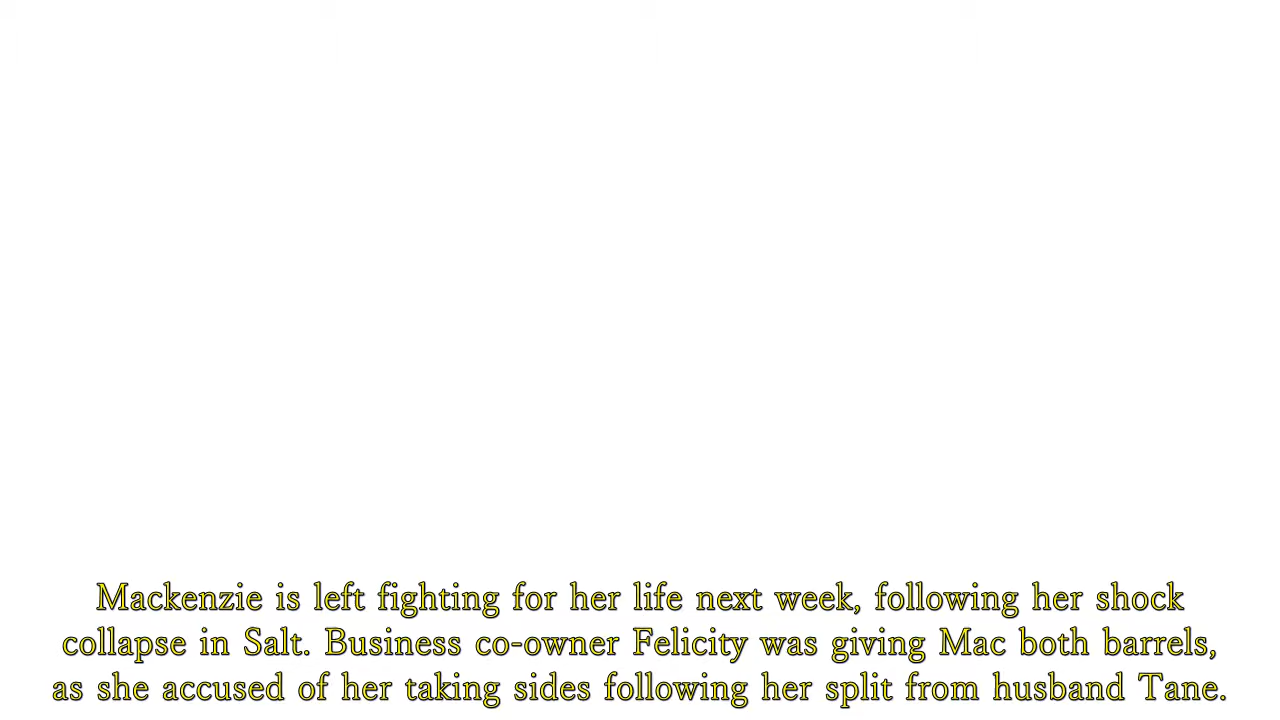 Mackenzie is left fighting for her life next week, following her shock
collapse in Salt. Business co-owner Felicity was giving Mac both barrels,
as she accused of her taking sides following her split from husband Tane.